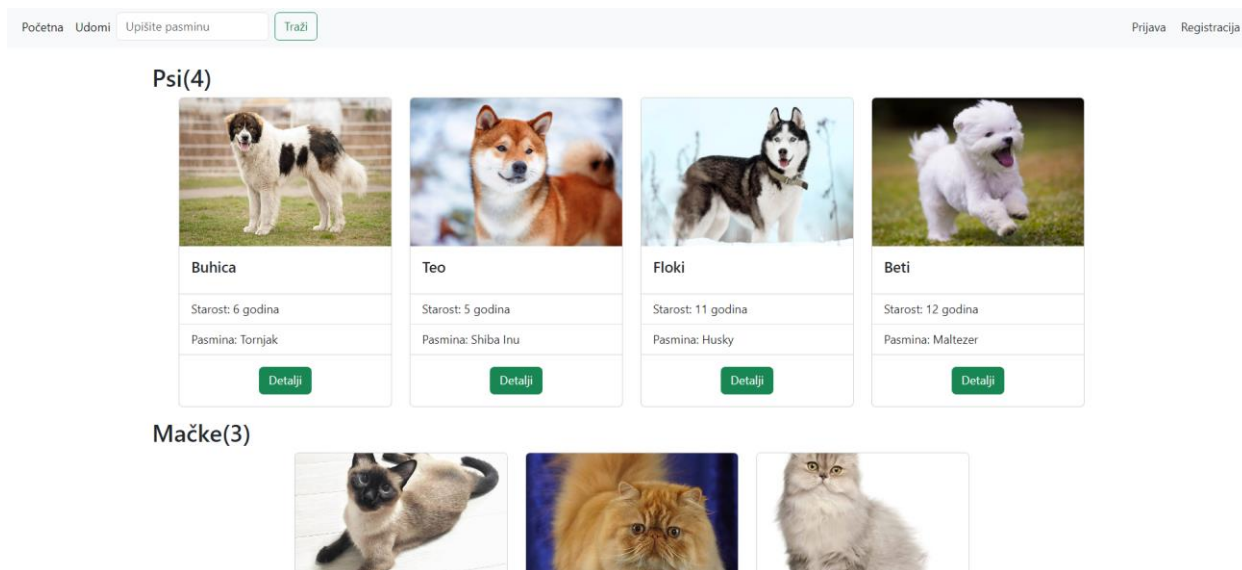 Početna Udomi Upišite pasminu Traži Prijava Registracija
Psi(4)
Buhica Teo Floki Beti
Starost: 6 godina Starost: 5 godina Starost: 11 godina Starost: 12 godina
Pasmina: Tornjak Pasmina: Shiba Inu Pasmina: Husky Pasmina: Maltezer
Detalji Detalji Detalji Detalji
Mačke(3)